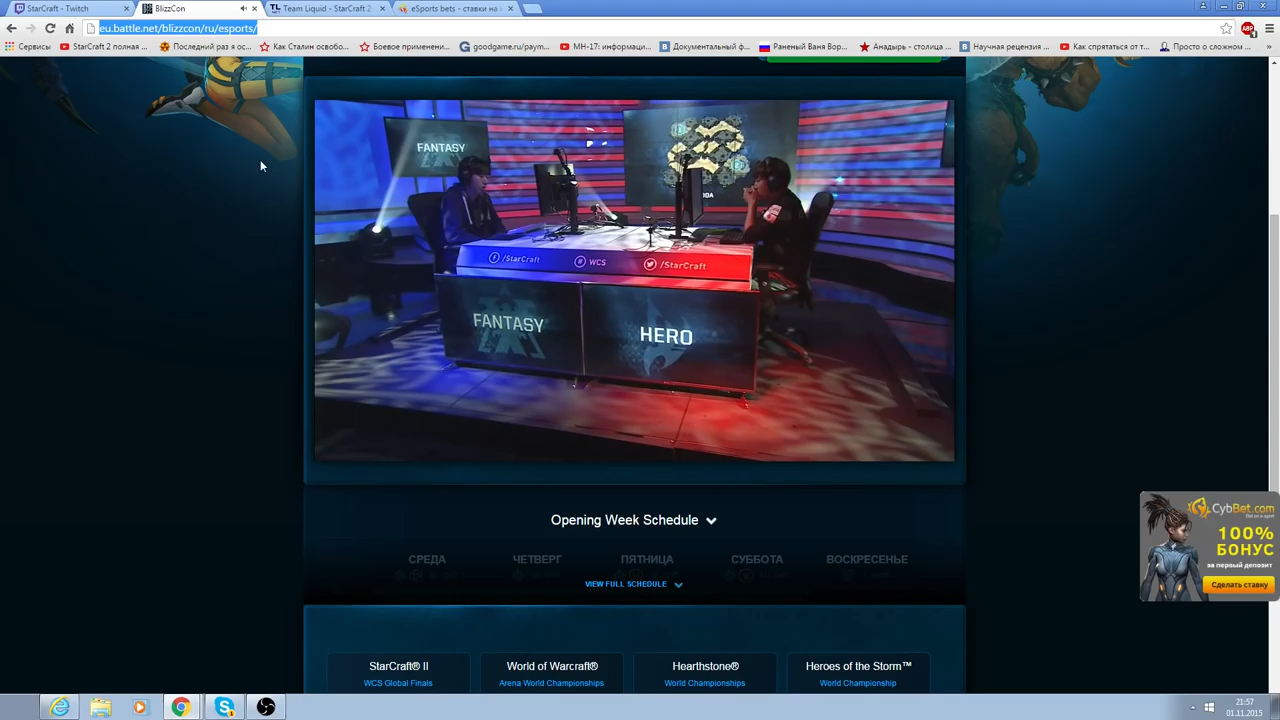 StarCraft - Twitch
BlizzCon
Team Liquid - StarCraft 2
eSports bets - ставки на
eu.battle.net/blizzcon/ru/esports/
ABP
Сервисы
StarCraft 2 полная ...
Последний раз я ос...
Как Сталин освобо...
Боевое применени...
goodgame.ru/paym...
МН-17: информаци...
Документальный ф...
Раненый Ваня Вор...
Анадырь - столица ...
Научная рецензия ...
Как спрятаться от т...
Просто о сложном ...
FANTASY
/StarCraft
WCS
/StarCraft
FANTASY
HERO
Opening Week Schedule
СРЕДА
ЧЕТВЕРГ
ПЯТНИЦА
СУББОТА
ВОСКРЕСЕНЬЕ
VIEW FULL SCHEDULE
CybBet.com
100%
БОНУС
за первый депозит
Сделать ставку
StarCraft® II
World of Warcraft®
Hearthstone®
Heroes of the Storm™
WCS Global Finals
Arena World Championships
World Championships
World Championship
21:57
01.11.2015